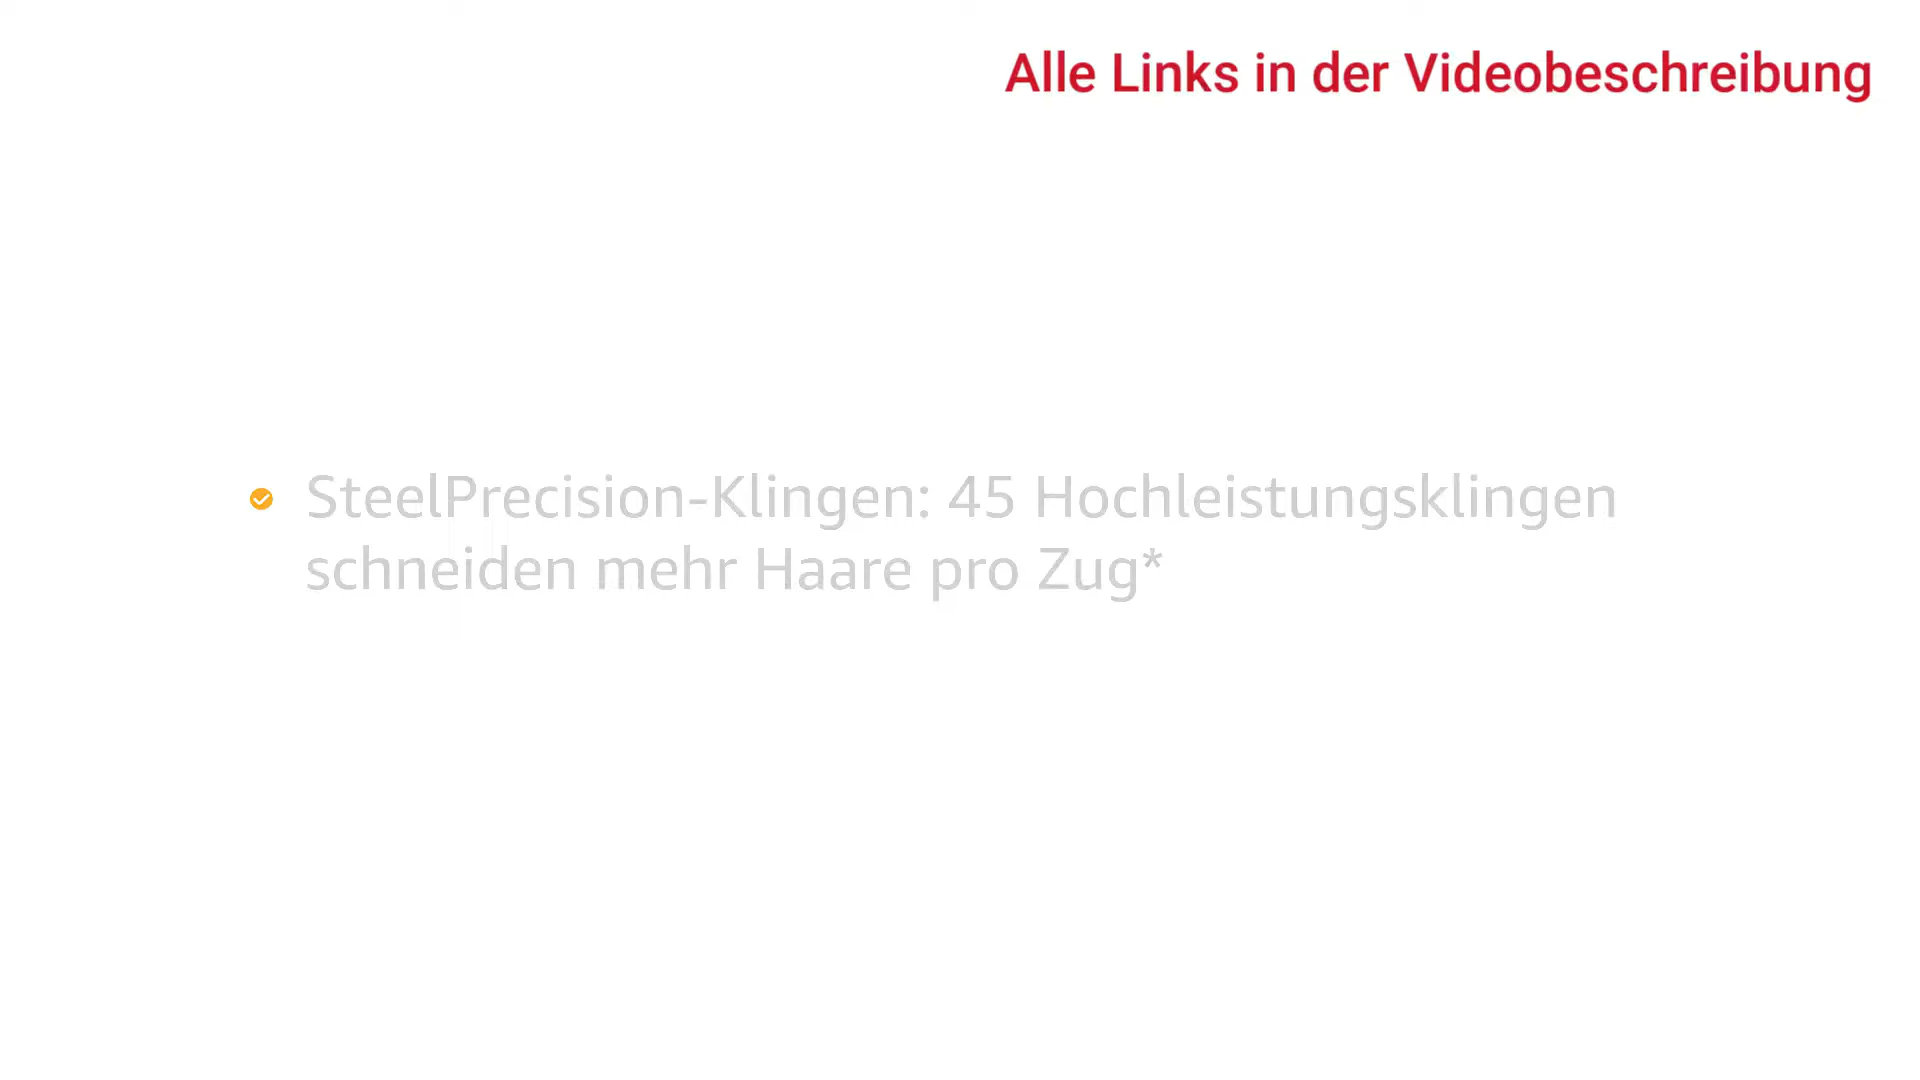 Alle Links in der Videobeschreibung
SteelPrecision-Klingen: 45 Hochleistungsklingen
schneiden mehr Haare pro Zug*